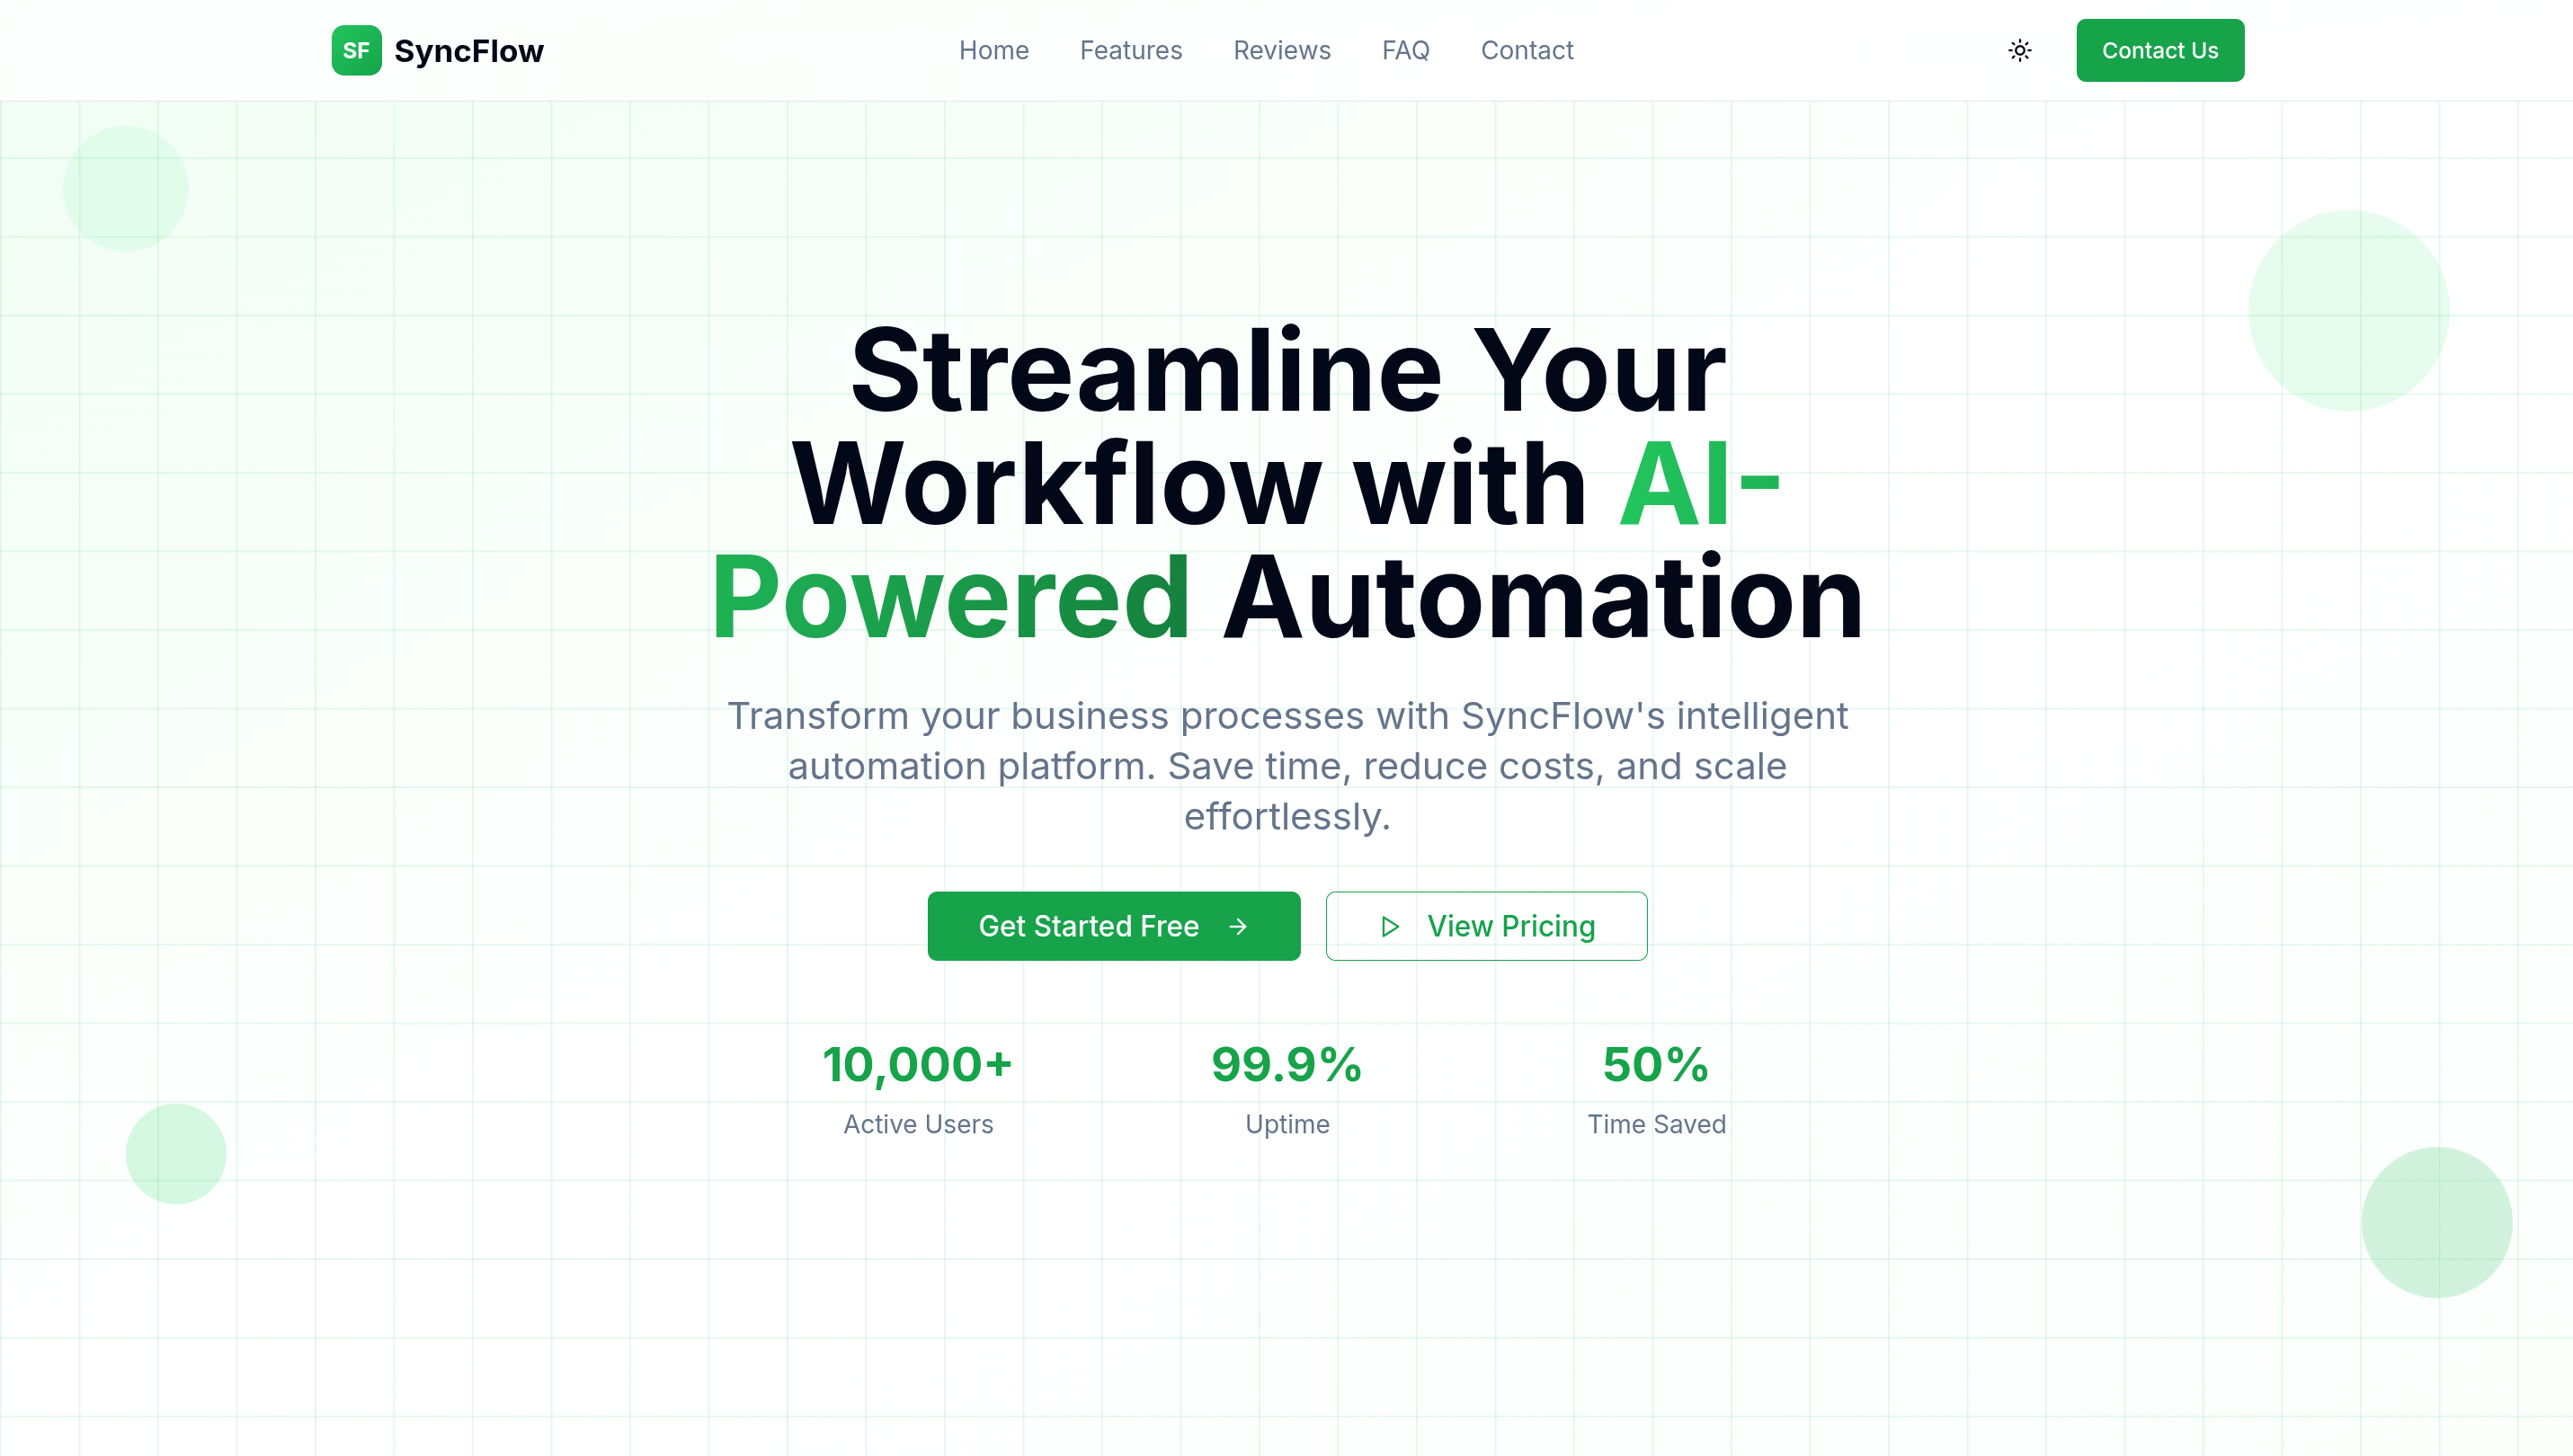 SF SyncFlow
Home Features Reviews FAQ Contact
Contact Us
Streamline Your
Workflow with AI-
Powered Automation
Transform your business processes with SyncFlow's intelligent
automation platform. Save time, reduce costs, and scale
effortlessly.
Get Started Free
View Pricing
10,000+ 99.9% 50%
Active Users Uptime Time Saved